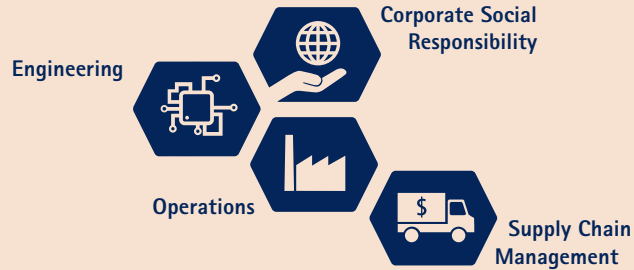 Corporate Social
Responsibility
Engineering
Operations
$
Supply Chain
Management